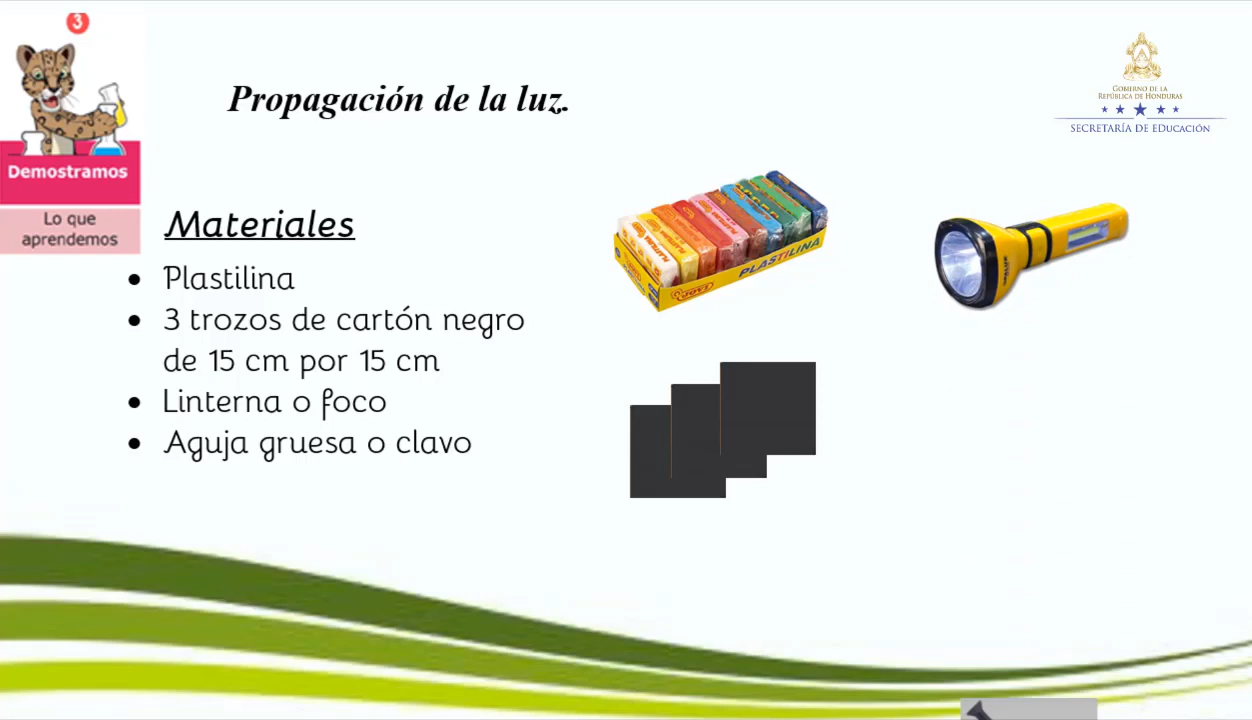 3
Propagación de la luz.
GOBIERNO DE LA
REPÚBLICA DE HONDURAS
SECRETARÍA DE EDUCACIÓN
Demostramos
Lo que
aprendemos
Materiales
• Plastilina
• 3 trozos de cartón negro
de 15 cm por 15 cm
• Linterna o foco
• Aguja gruesa o clavo
PLASTILINA
JOVI